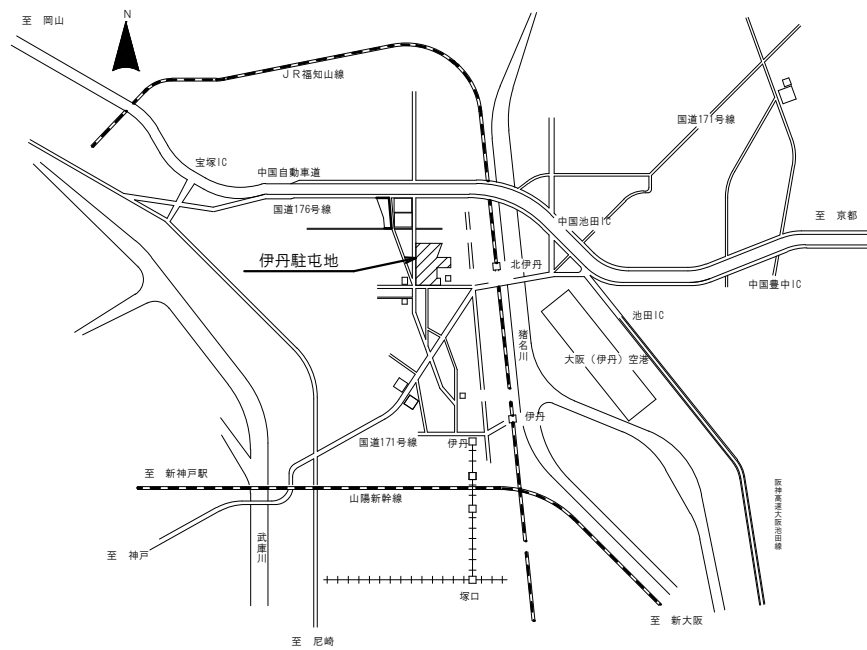 至　岡山
N
ＪＲ福知山線
国道171号線
宝塚IC
中国自動車道
国道176号線
中国池田IC
至　京都
伊丹駐屯地
北伊丹
中国豊中IC
池田IC
猪名川
大阪（伊丹）空港
伊丹
国道171号線
伊丹
至　新神戸駅
山陽新幹線
阪神高速大阪池田線
武庫川
至　神戸
塚口
至　新大阪
至　尼崎